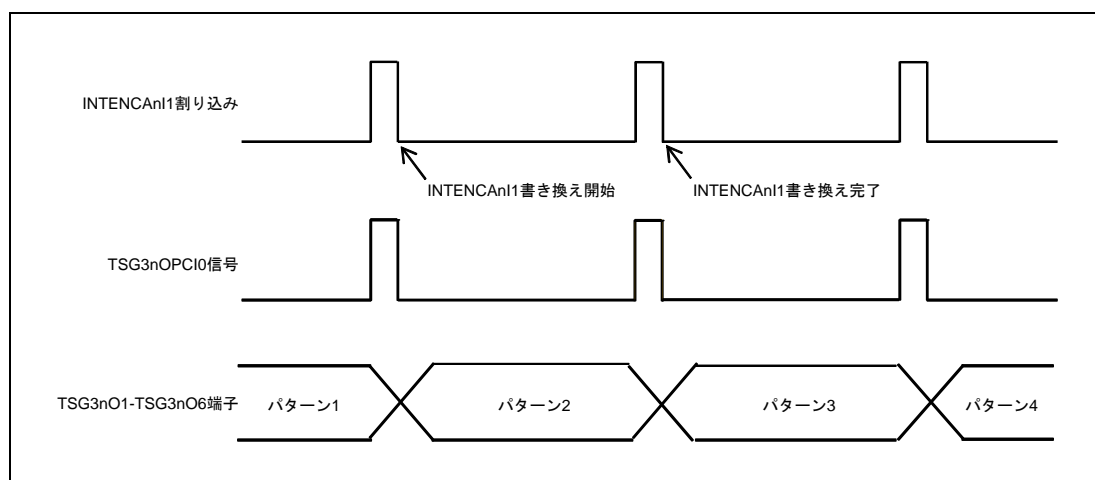 INTENCAnI1割り込み
INTENCAnI1書き換え開始
INTENCAnI1書き換え完了
TSG3nOPCI0信号
TSG3nO1-TSG3nO6端子
パターン1
パターン2
パターン3
パターン4